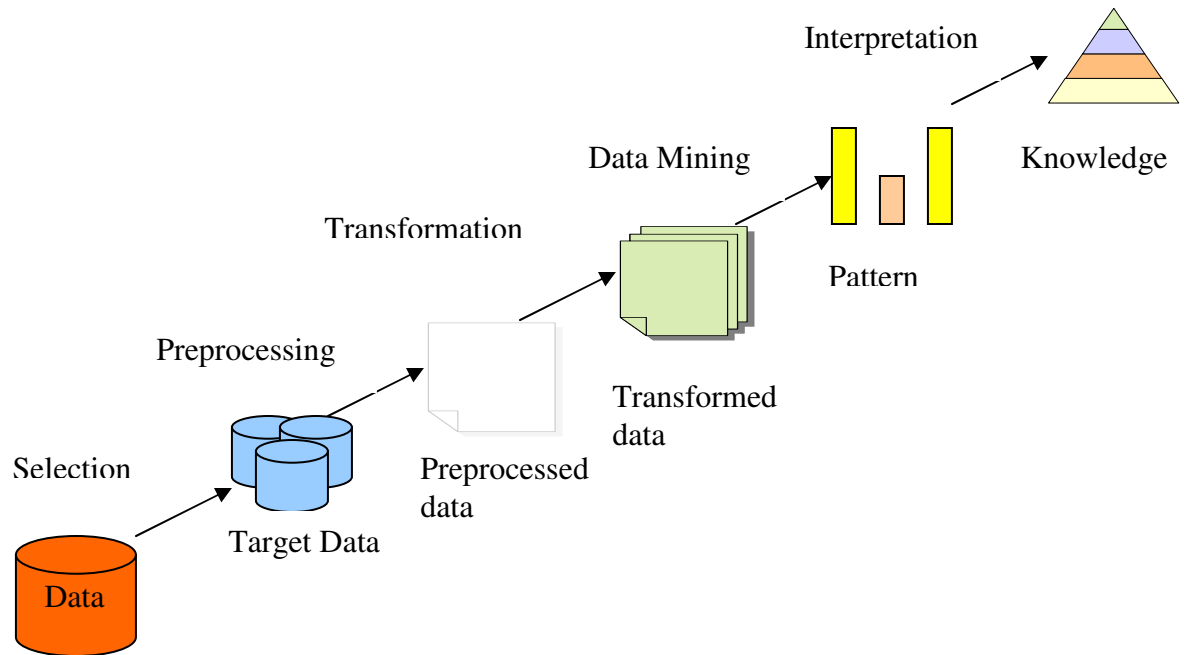 Interpretation
Data Mining
Knowledge
Transformation
Pattern
Preprocessing
Transformed
data
Selection
Preprocessed
data
Target Data
Data